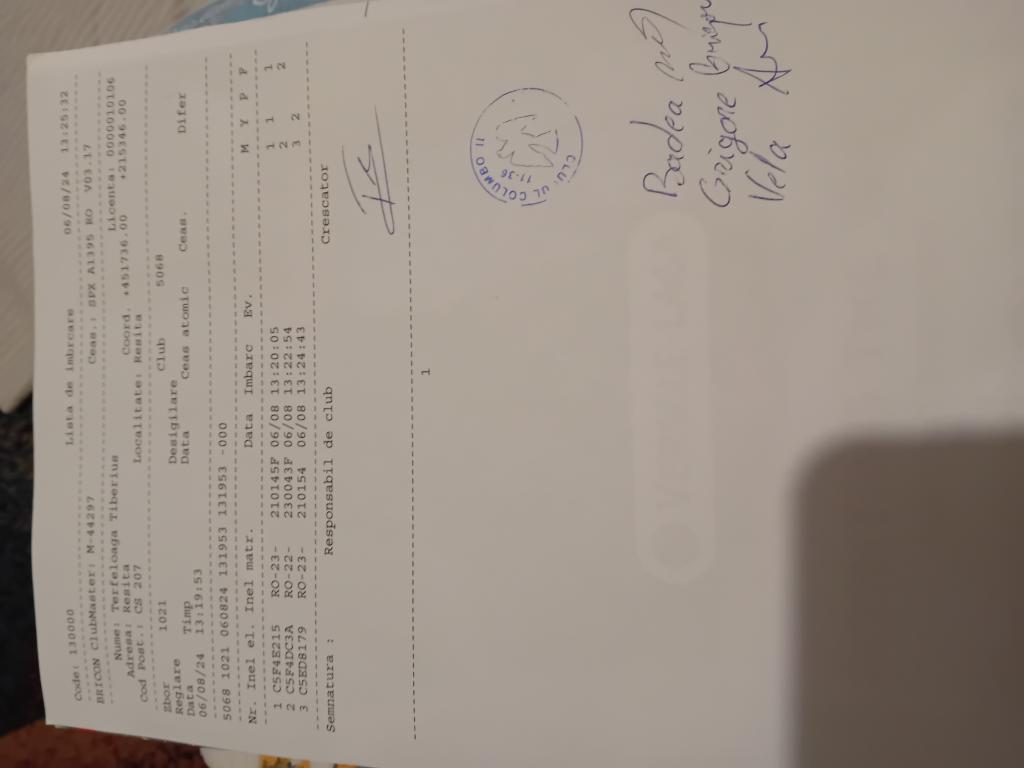 Code: 130000 Lista de imbrcare 06/08/24 13:25:32
BRICON ClubMaster: M-44297 Ceas.: SPX A1395 RO V03.17
Nume: Terfeloaga Tiberius Licenta: 0000010106
Adresa: Resita Coord. +451736.00 +215346.00
Cod Post.: CS 207 Localitate: Resita
Zbor 1021 Club 5068
Reglare Desigilare
Data Timp Data Ceas atomic Ceas. Difer
06/08/24 13:19:53
5068 1021 060824 131953 131953 -000
Nr. Inel el. Inel matr. Data Imbarc Ev. M Y P F
1 C5F4E215 RO-23- 210145F 06/08 13:20:05 1 1 1
2 C5F4DC3A RO-22- 230043F 06/08 13:22:54 2 2
3 C5ED8179 RO-23- 210154 06/08 13:24:43 3 2
Semnatura : Responsabil de club Crescator
1
UL COLUMBO
11-36
Badea
Grigore
Vela